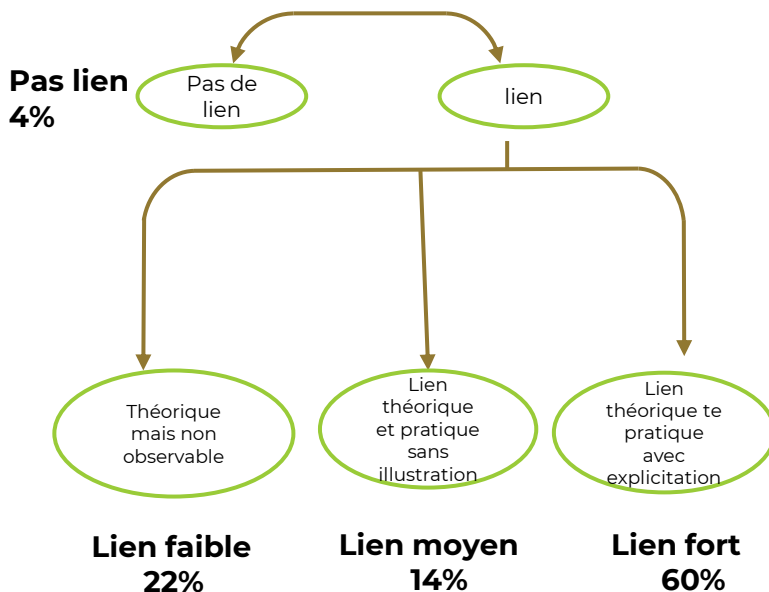 Pas lien
4%
Pas de
lien
lien
Théorique
mais non
observable
Lien
théorique
et pratique
sans
illustration
Lien
théorique te
pratique
avec
explicitation
Lien faible
22%
Lien moyen
14%
Lien fort
60%